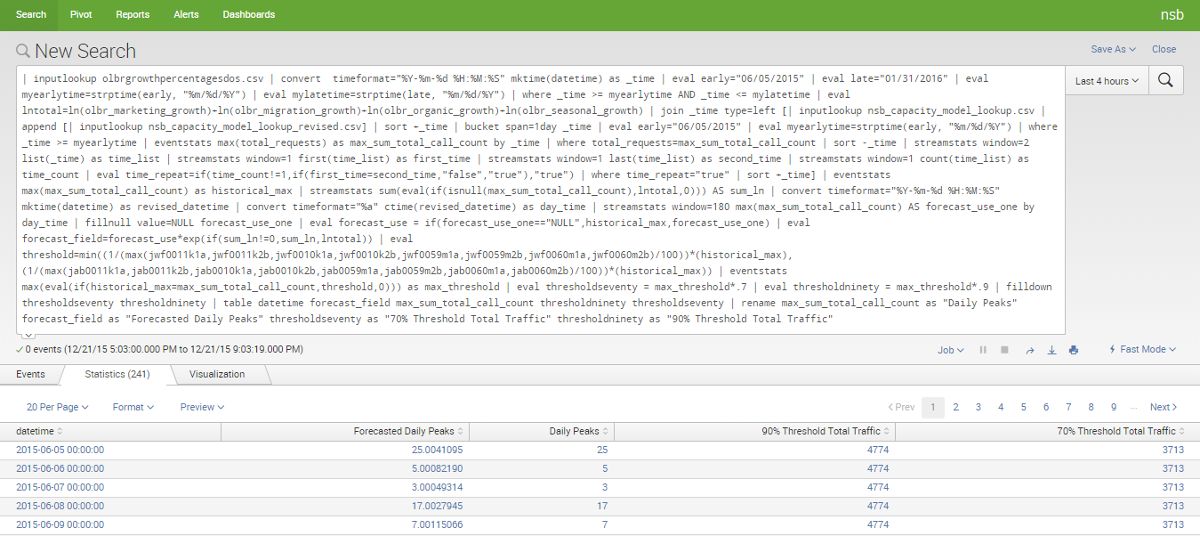 Search Pivot Reports Alerts Dashboards nsb
New Search Save As Close
| inputlookup olbrgrowthpercentagesdos.csv | convert timeformat="%Y-%m-%d %H:%M:%S" mktime(datetime) as _time | eval early="06/05/2015" | eval late="01/31/2016" | eval
myearlytime=strptime(early, "%m/%d/%Y") | eval mylatetime=strptime(late, "%m/%d/%Y") | where _time >= myearlytime AND _time <= mylatetime | eval
lntotal=ln(olbr_marketing_growth)+ln(olbr_migration_growth)+ln(olbr_organic_growth)+ln(olbr_seasonal_growth) | join _time type=left [| inputlookup nsb_capacity_model_lookup.csv |
append [| inputlookup nsb_capacity_model_lookup_revised.csv] | sort +_time | bucket span=1day _time | eval early="06/05/2015" | eval myearlytime=strptime(early, "%m/%d/%Y") | where
_time >= myearlytime | eventstats max(total_requests) as max_sum_total_call_count by _time | where total_requests=max_sum_total_call_count | sort -_time | streamstats window=2
list(_time) as time_list | streamstats window=1 first(time_list) as first_time | streamstats window=1 last(time_list) as second_time | streamstats window=1 count(time_list) as
time_count | eval time_repeat=if(time_count!=1,if(first_time=second_time,"false","true"),"true") | where time_repeat="true" | sort +_time] | eventstats
max(max_sum_total_call_count) as historical_max | streamstats sum(eval(if(isnull(max_sum_total_call_count),lntotal,0))) AS sum_ln | convert timeformat="%Y-%m-%d %H:%M:%S"
mktime(datetime) as revised_datetime | convert timeformat="%a" ctime(revised_datetime) as day_time | streamstats window=180 max(max_sum_total_call_count) AS forecast_use_one by
day_time | fillnull value=NULL forecast_use_one | eval forecast_use = if(forecast_use_one=="NULL",historical_max,forecast_use_one) | eval
forecast_field=forecast_use*exp(if(sum_ln!=0,sum_ln,lntotal)) | eval
threshold=min((1/(max(jwf0011k1a,jwf0011k2b,jwf0010k1a,jwf0010k2b,jwf0059m1a,jwf0059m2b,jwf0060m1a,jwf0060m2b)/100))*(historical_max),
(1/(max(jab0011k1a,jab0011k2b,jab0010k1a,jab0010k2b,jab0059m1a,jab0059m2b,jab0060m1a,jab0060m2b)/100))*(historical_max)) | eventstats
max(eval(if(historical_max=max_sum_total_call_count,threshold,0))) as max_threshold | eval thresholdseventy = max_threshold*.7 | eval thresholdninety = max_threshold*.9 | filldown
thresholdseventy thresholdninety | table datetime forecast_field max_sum_total_call_count thresholdninety thresholdseventy | rename max_sum_total_call_count as "Daily Peaks"
forecast_field as "Forecasted Daily Peaks" thresholdseventy as "70% Threshold Total Traffic" thresholdninety as "90% Threshold Total Traffic"
Last 4 hours
0 events (12/21/15 5:03:00.000 PM to 12/21/15 9:03:19.000 PM) Job Fast Mode
Events Statistics (241) Visualization
20 Per Page Format Preview Prev 1 2 3 4 5 6 7 8 9 ... Next
datetime Forecasted Daily Peaks Daily Peaks 90% Threshold Total Traffic 70% Threshold Total Traffic
2015-06-05 00:00:00 25.0041095 25 4774 3713
2015-06-06 00:00:00 5.00082190 5 4774 3713
2015-06-07 00:00:00 3.00049314 3 4774 3713
2015-06-08 00:00:00 17.0027945 17 4774 3713
2015-06-09 00:00:00 7.00115066 7 4774 3713